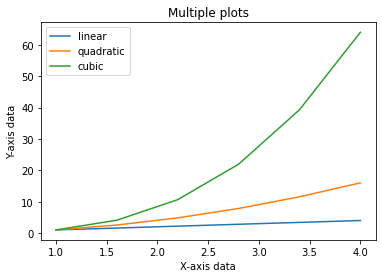 Multiple plots
linear
quadratic
cubic
60
50
40
30
20
10
0
Y-axis data
1.0 1.5 2.0 2.5 3.0 3.5 4.0
X-axis data